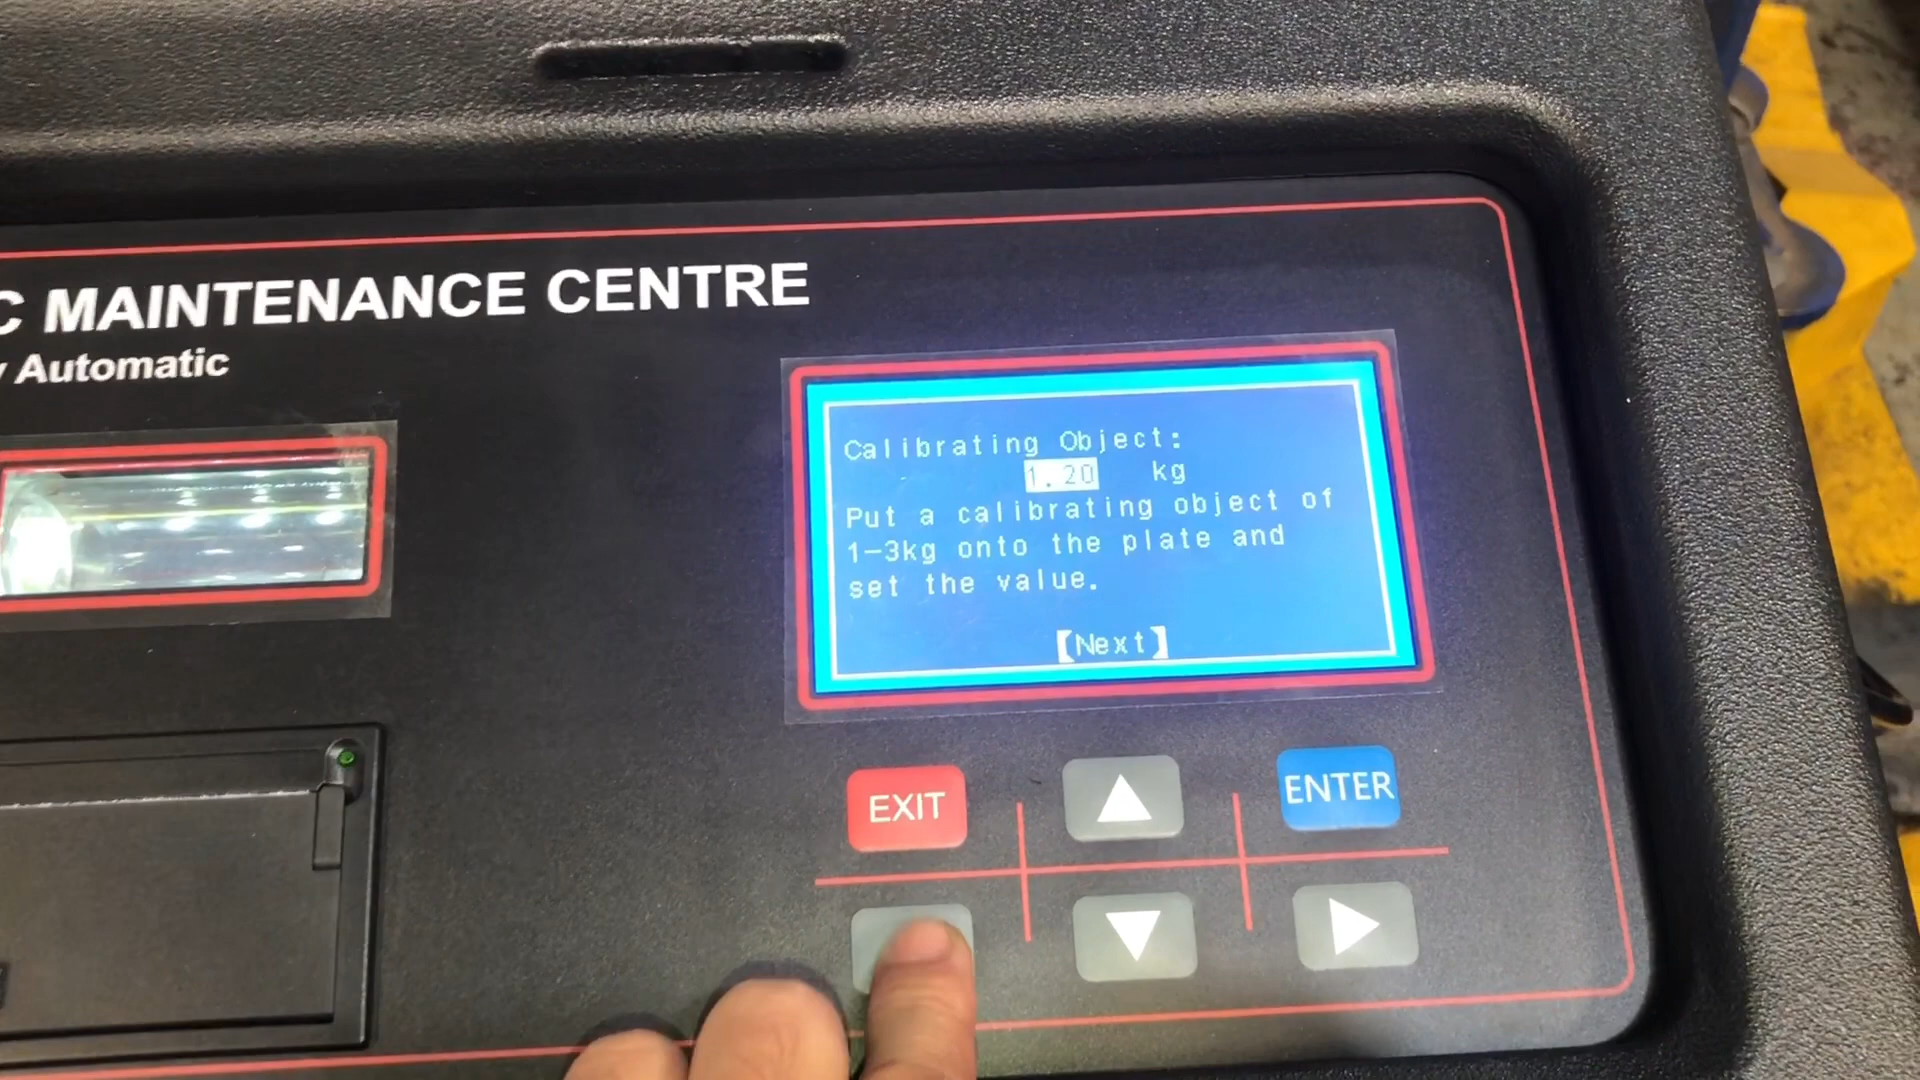 C MAINTENANCE CENTRE
Automatic
Calibrating Object:
1.20 kg
Put a calibrating object of
1-3kg onto the plate and
set the value.
【Next】
EXIT
ENTER